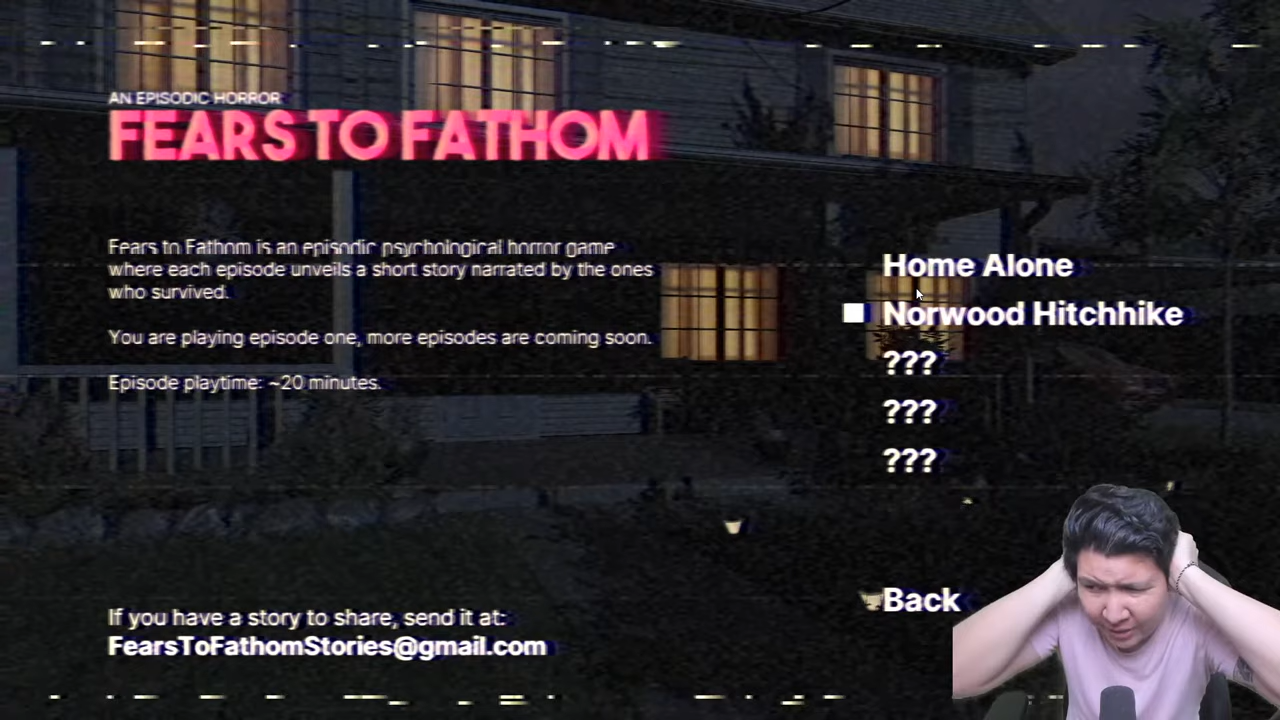 AN EPISODIC HORROR
FEARS TO FATHOM
Fears to Fathom is an episodic psychological horror game
where each episode unveils a short story narrated by the ones
who survived.
You are playing episode one, more episodes are coming soon.
Episode playtime: ~20 minutes.
If you have a story to share, send it at:
FearsToFathomStories@gmail.com
Home Alone
Norwood Hitchhike
???
???
???
Back